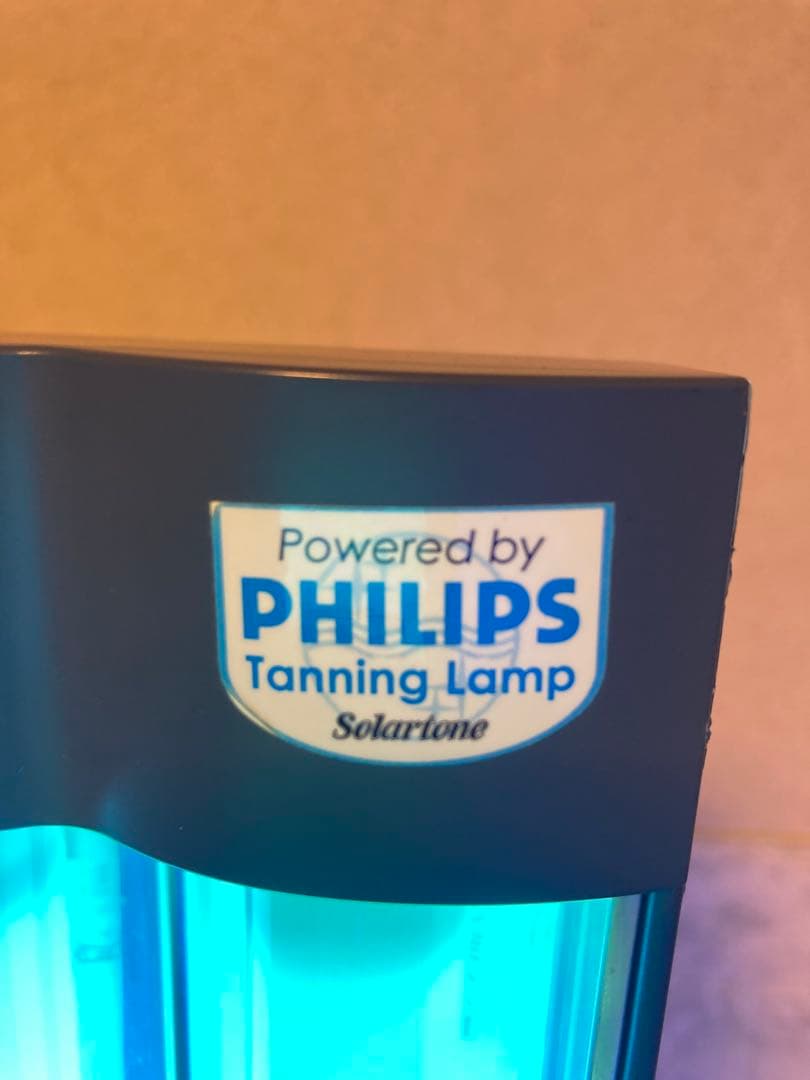 Powered by
PHILIPS
Tanning Lamp
Solartone